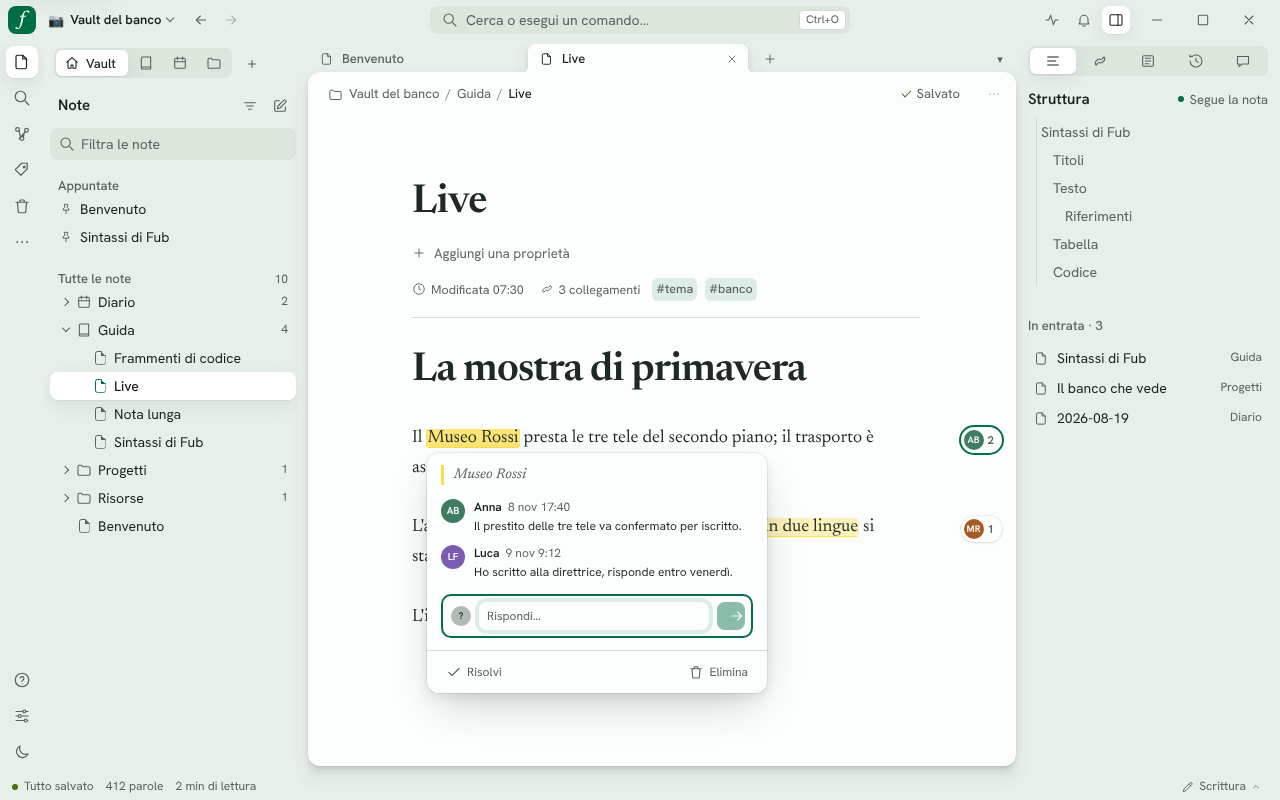 f
Vault del banco
Cerca o esegui un comando...
Ctrl+O
Vault
Benvenuto
Live
Note
Filtra le note
Appuntate
Benvenuto
Sintassi di Fub
Tutte le note 10
Diario 2
Guida 4
Frammenti di codice
Live
Nota lunga
Sintassi di Fub
Progetti 1
Risorse 1
Benvenuto
Vault del banco / Guida / Live
Salvato
Live
Aggiungi una proprietà
Modificata 07:30 3 collegamenti #tema #banco
La mostra di primavera
Il Museo Rossi presta le tre tele del secondo piano; il trasporto è
AB 2
in due lingue si
MR 1
Museo Rossi
AB Anna 8 nov 17:40
Il prestito delle tre tele va confermato per iscritto.
LF Luca 9 nov 9:12
Ho scritto alla direttrice, risponde entro venerdì.
? Rispondi...
Risolvi
Elimina
Struttura
Segue la nota
Sintassi di Fub
Titoli
Testo
Riferimenti
Tabella
Codice
In entrata · 3
Sintassi di Fub Guida
Il banco che vede Progetti
2026-08-19 Diario
Tutto salvato 412 parole 2 min di lettura
Scrittura